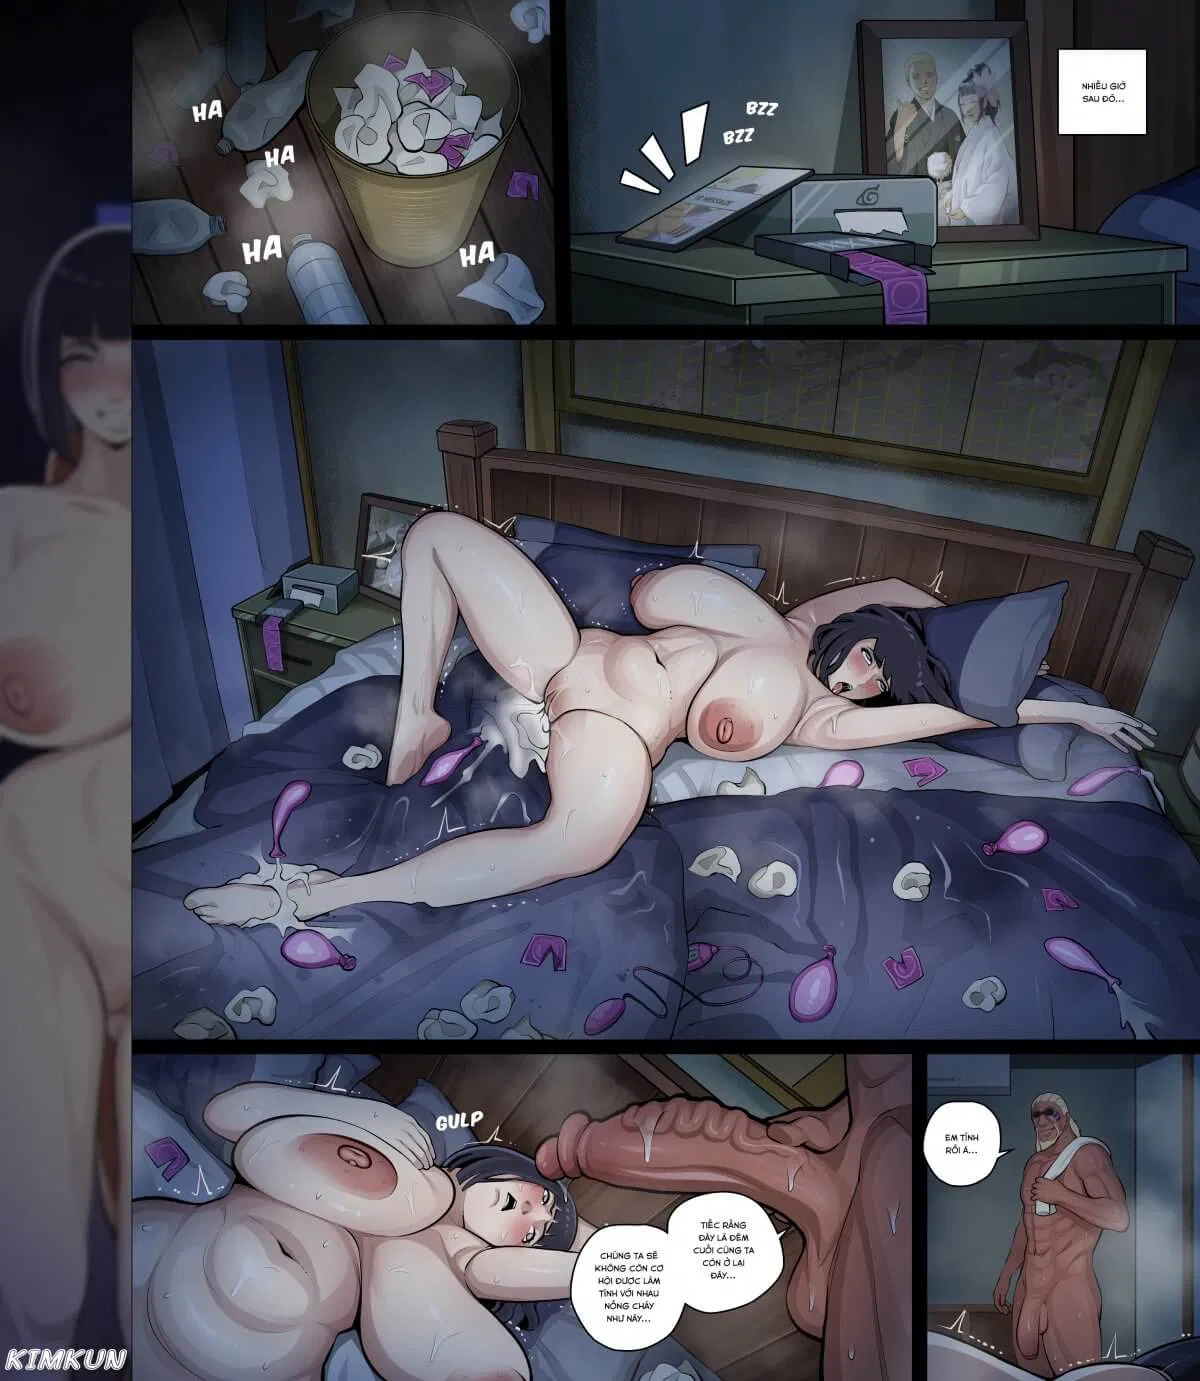 HA
HA
HA
HA
BZZ
BZZ
NHIỀU GIỜ
SAU ĐÓ...
GULP
EM TỈNH
RỒI À...
TIẾC RẰNG
ĐÂY LÀ ĐÊM
CUỐI CÙNG TA
CÒN Ở LẠI
ĐÂY...
CHÚNG TA SẼ
KHÔNG CÒN CƠ
HỘI ĐƯỢC LÀM
TÌNH VỚI NHAU
NỒNG CHÁY
NHƯ NÀY...
KIMKUN